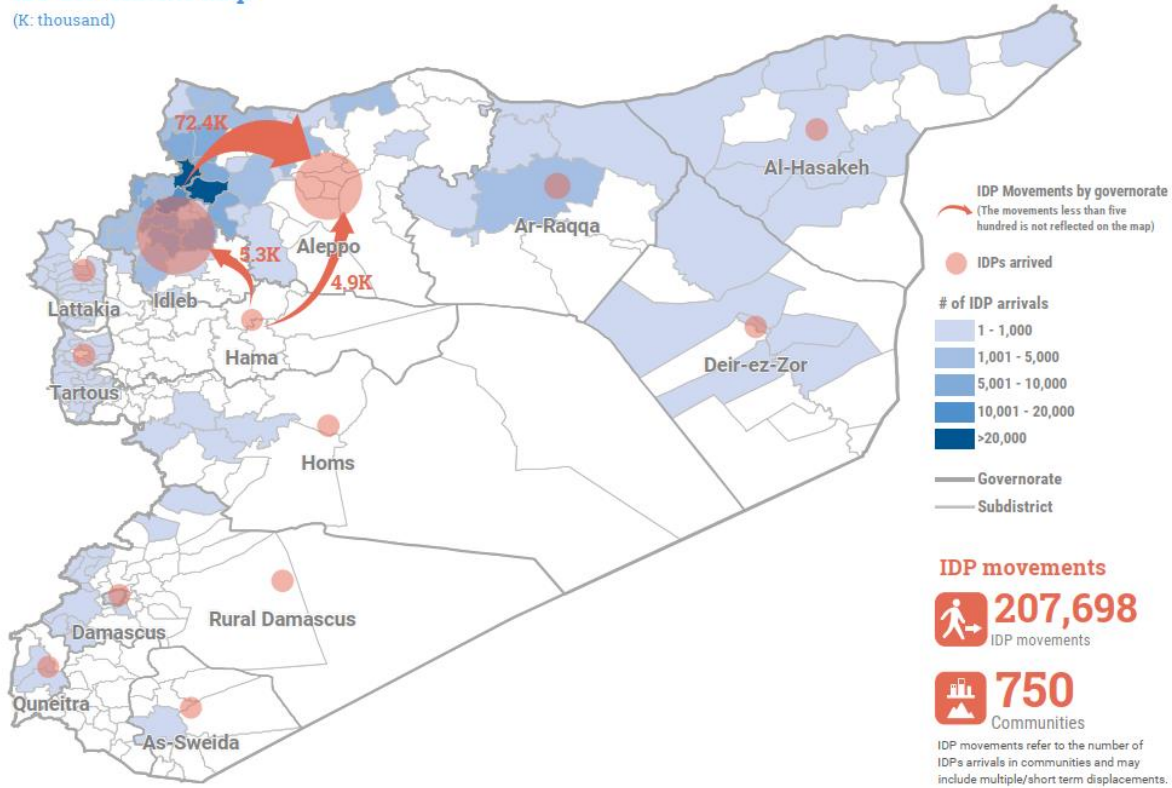 (K: thousand)
72.4K
Al-Hasakeh
Ar-Raqqa
Aleppo
5.3K
4.9K
Idleb
Lattakia
Hama
Tartous
Deir-ez-Zor
Homs
Rural Damascus
Damascus
Quneitra
As-Sweida
IDP Movements by governorate
(The movements less than five
hundred is not reflected on the map)
IDPs arrived
# of IDP arrivals
1 - 1,000
1,001 - 5,000
5,001 - 10,000
10,001 - 20,000
>20,000
Governorate
Subdistrict
IDP movements
207,698
IDP movements
750
Communities
IDP movements refer to the number of
IDPs arrivals in communities and may
include multiple/short term displacements.